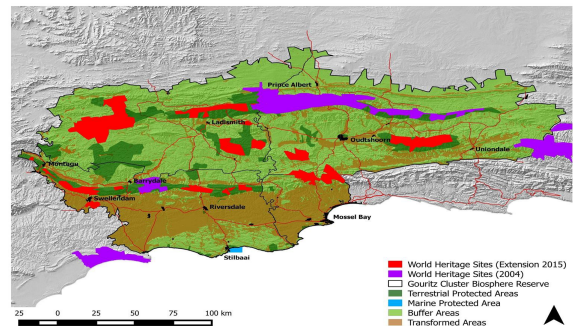 Prince Albert
Ladismith
Oudtshoorn
Uniondale
Montagu
Barrydale
Swellendam
Riversdale
Mossel Bay
Stilbaai
World Heritage Sites (Extension 2015)
World Heritage Sites (2004)
Gouritz Cluster Biosphere Reserve
Terrestrial Protected Areas
Marine Protected Area
Buffer Areas
Transformed Areas
25 0 25 50 75 100 km